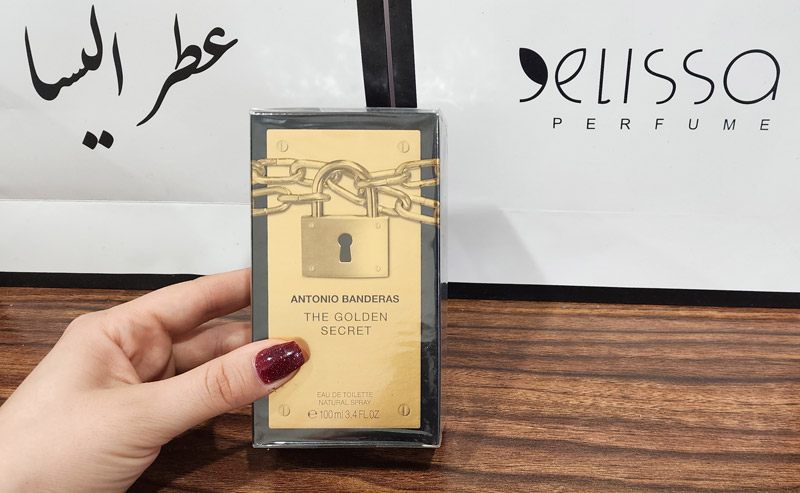 عطر اليسا
elissa
PERFUME
ANTONIO BANDERAS
THE GOLDEN
SECRET
EAU DE TOILETTE
NATURAL SPRAY
℮ 100 ml 3.4 FL.OZ.